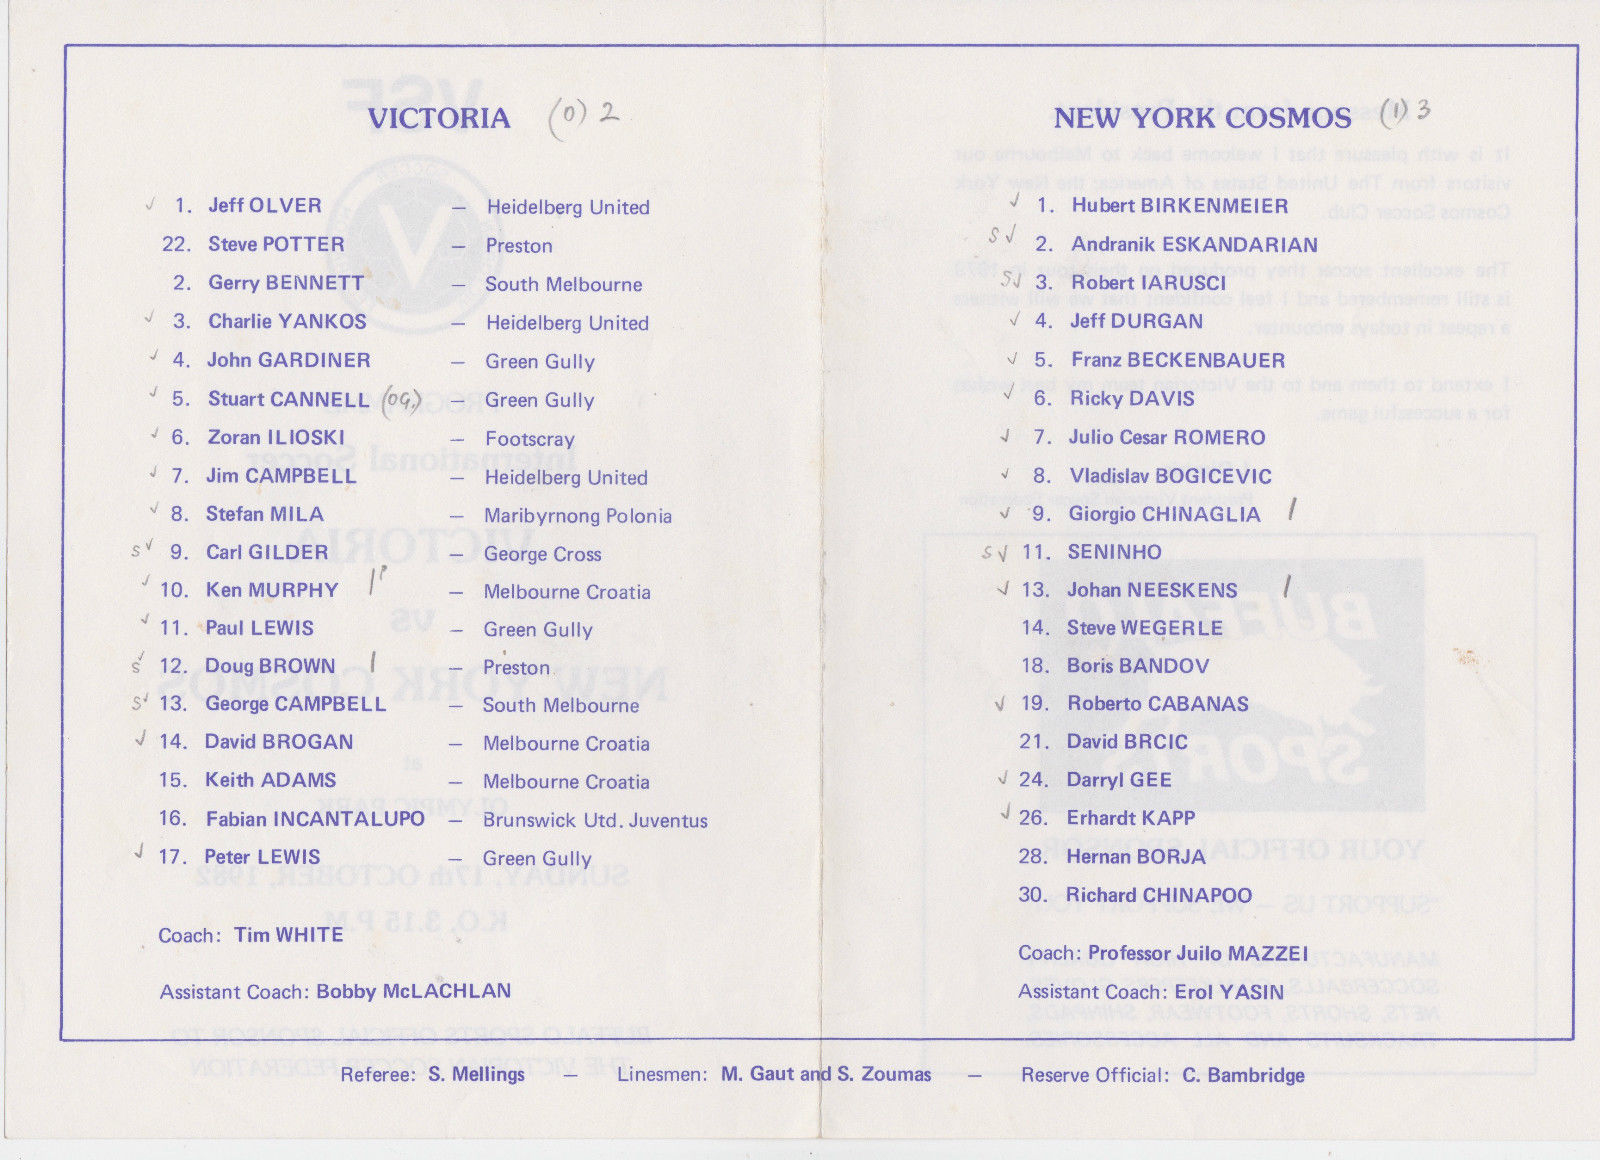 VICTORIA (0) 2
✓ 1. Jeff OLVER — Heidelberg United
22. Steve POTTER — Preston
2. Gerry BENNETT — South Melbourne
✓ 3. Charlie YANKOS — Heidelberg United
✓ 4. John GARDINER — Green Gully
✓ 5. Stuart CANNELL (OG.) — Green Gully
✓ 6. Zoran ILIOSKI — Footscray
✓ 7. Jim CAMPBELL — Heidelberg United
✓ 8. Stefan MILA — Maribyrnong Polonia
S ✓ 9. Carl GILDER — George Cross
✓ 10. Ken MURPHY | P — Melbourne Croatia
✓ 11. Paul LEWIS — Green Gully
S ✓ 12. Doug BROWN | — Preston
S ✓ 13. George CAMPBELL — South Melbourne
✓ 14. David BROGAN — Melbourne Croatia
15. Keith ADAMS — Melbourne Croatia
16. Fabian INCANTALUPO — Brunswick Utd. Juventus
✓ 17. Peter LEWIS — Green Gully
Coach: Tim WHITE
Assistant Coach: Bobby McLACHLAN
NEW YORK COSMOS (1) 3
✓ 1. Hubert BIRKENMEIER
S ✓ 2. Andranik ESKANDARIAN
S ✓ 3. Robert IARUSCI
✓ 4. Jeff DURGAN
✓ 5. Franz BECKENBAUER
✓ 6. Ricky DAVIS
✓ 7. Julio Cesar ROMERO
✓ 8. Vladislav BOGICEVIC
✓ 9. Giorgio CHINAGLIA |
S ✓ 11. SENINHO
✓ 13. Johan NEESKENS |
14. Steve WEGERLE
18. Boris BANDOV
✓ 19. Roberto CABANAS
21. David BRCIC
✓ 24. Darryl GEE
✓ 26. Erhardt KAPP
28. Hernan BORJA
30. Richard CHINAPOO
Coach: Professor Juilo MAZZEI
Assistant Coach: Erol YASIN
Referee: S. Mellings — Linesmen: M. Gaut and S. Zoumas — Reserve Official: C. Bambridge